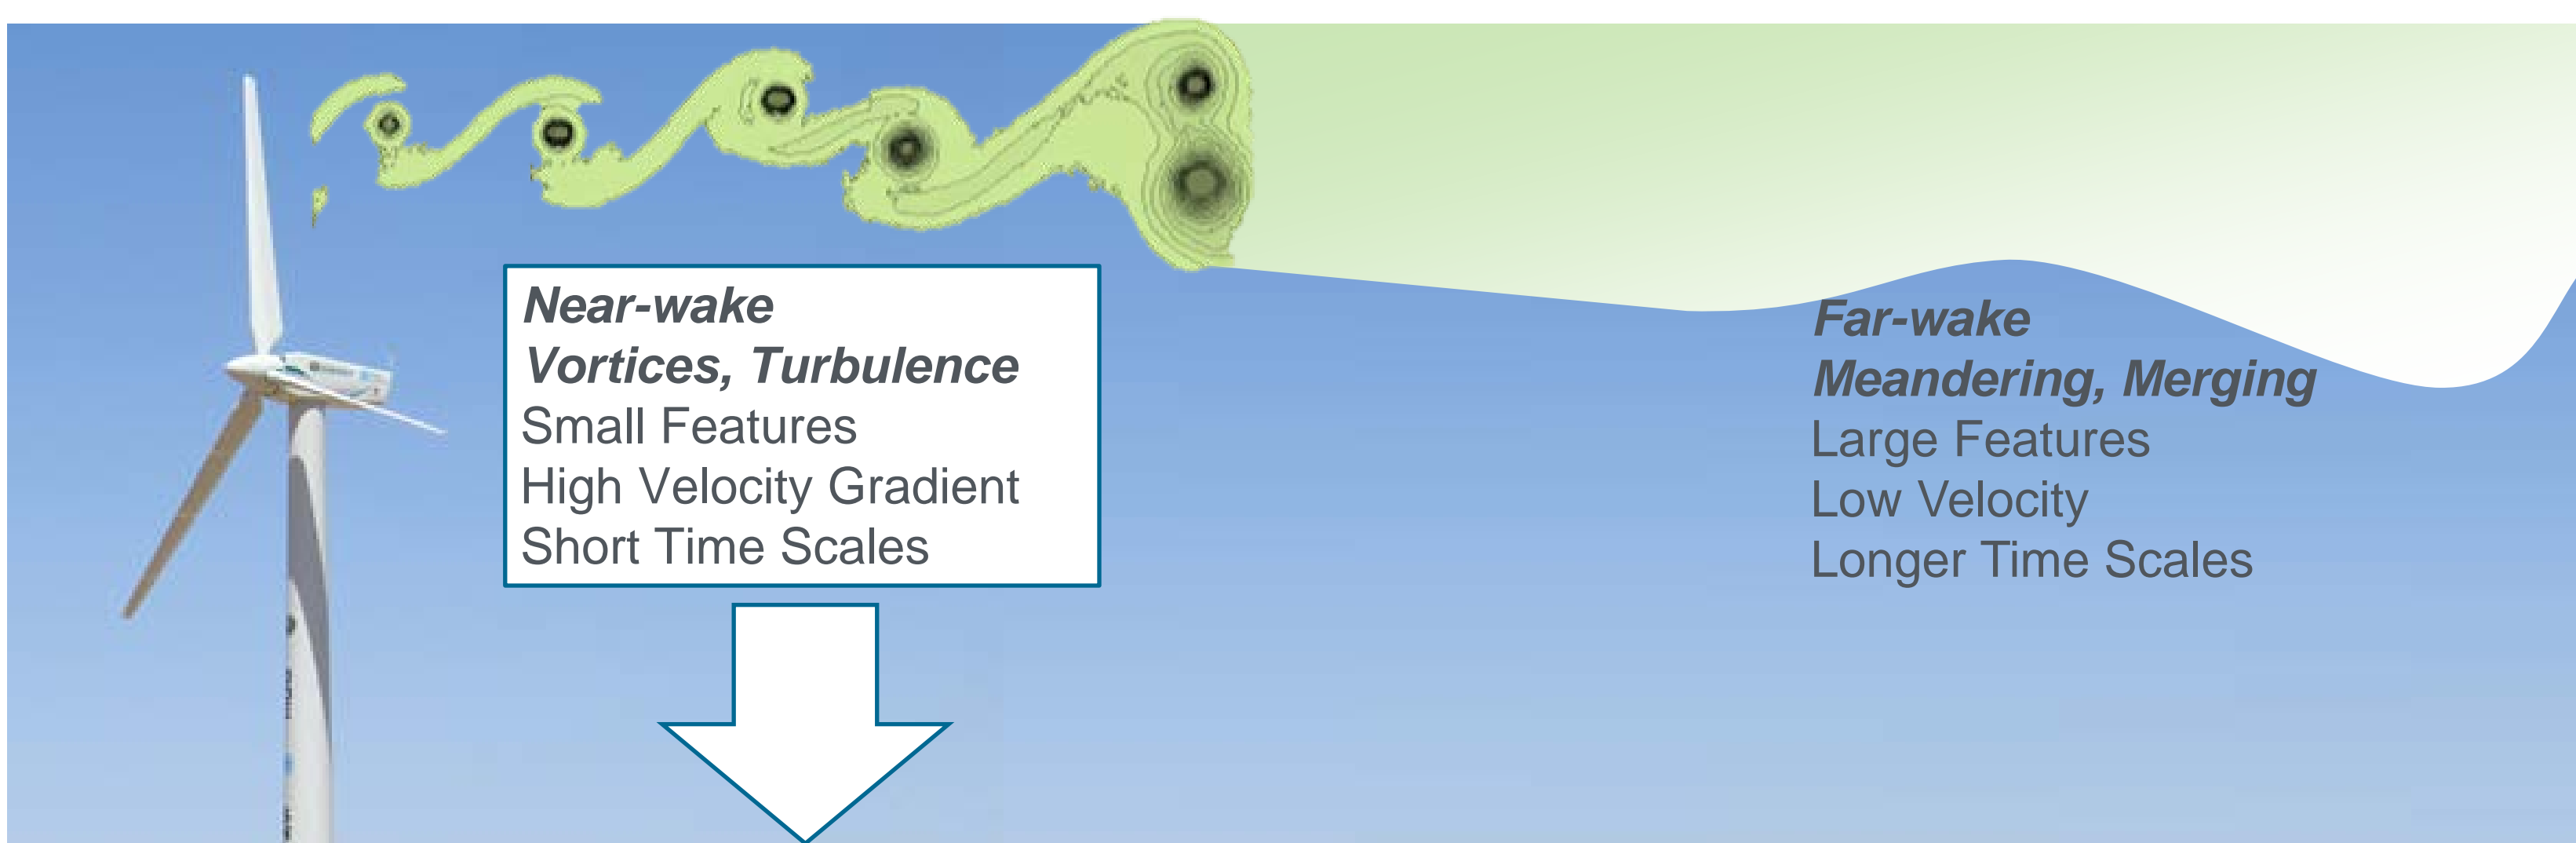 Near-wake
Vortices, Turbulence
Small Features
High Velocity Gradient
Short Time Scales
Far-wake
Meandering, Merging
Large Features
Low Velocity
Longer Time Scales